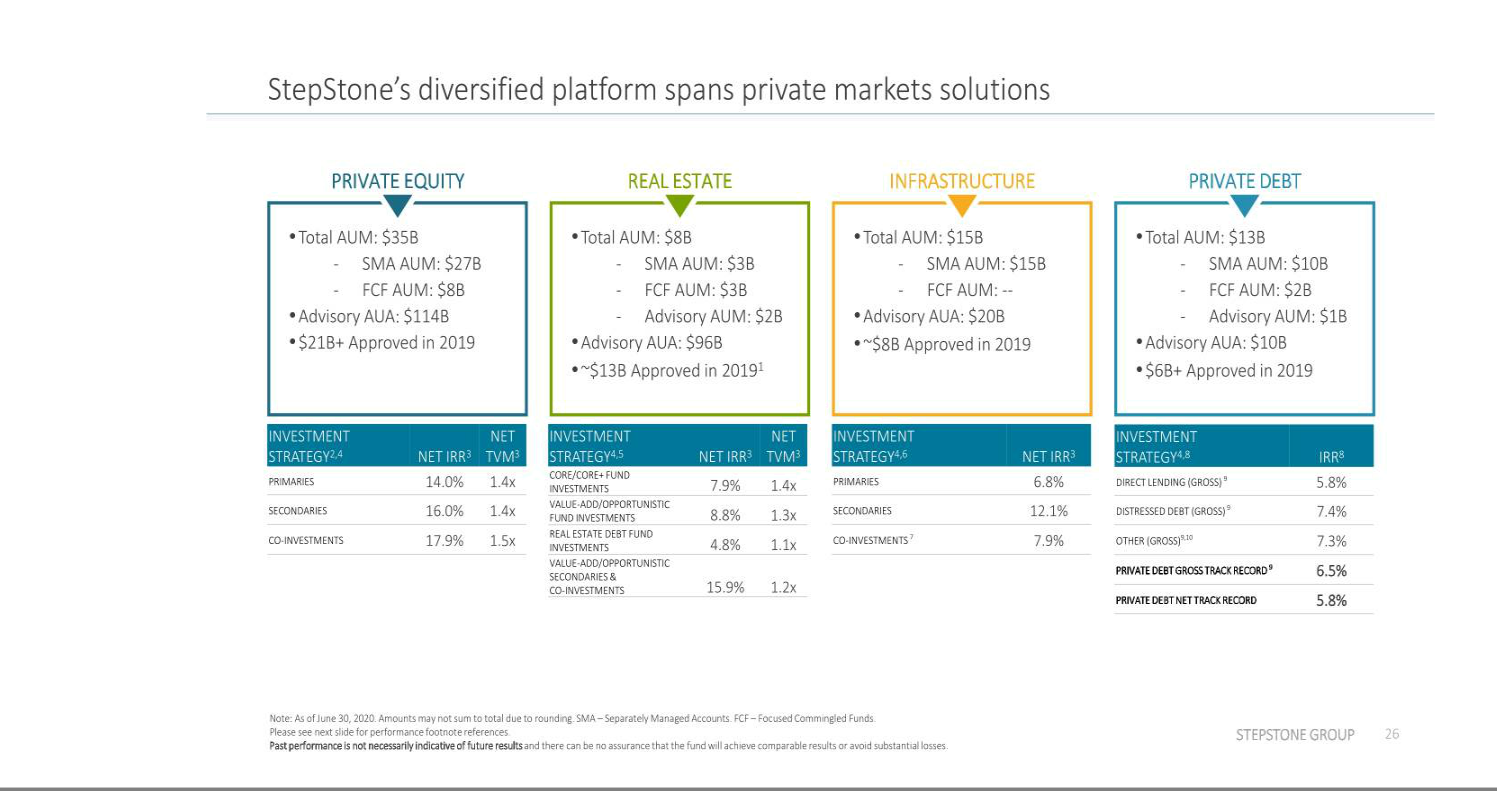 StepStone’s diversified platform spans private markets solutions
PRIVATE EQUITY
•Total AUM: $35B
- SMA AUM: $27B
- FCF AUM: $8B
•Advisory AUA: $114B
•$21B+ Approved in 2019
INVESTMENT STRATEGY2,4 NET IRR3 NET TVM3
PRIMARIES 14.0% 1.4x
SECONDARIES 16.0% 1.4x
CO-INVESTMENTS 17.9% 1.5x
REAL ESTATE
•Total AUM: $8B
- SMA AUM: $3B
- FCF AUM: $3B
- Advisory AUM: $2B
•Advisory AUA: $96B
•~$13B Approved in 20191
INVESTMENT STRATEGY4,5 NET IRR3 NET TVM3
CORE/CORE+ FUND INVESTMENTS 7.9% 1.4x
VALUE-ADD/OPPORTUNISTIC FUND INVESTMENTS 8.8% 1.3x
REAL ESTATE DEBT FUND INVESTMENTS 4.8% 1.1x
VALUE-ADD/OPPORTUNISTIC SECONDARIES & CO-INVESTMENTS 15.9% 1.2x
INFRASTRUCTURE
•Total AUM: $15B
- SMA AUM: $15B
- FCF AUM: --
•Advisory AUA: $20B
•~$8B Approved in 2019
INVESTMENT STRATEGY4,6 NET IRR3
PRIMARIES 6.8%
SECONDARIES 12.1%
CO-INVESTMENTS 7 7.9%
PRIVATE DEBT
•Total AUM: $13B
- SMA AUM: $10B
- FCF AUM: $2B
- Advisory AUM: $1B
•Advisory AUA: $10B
•$6B+ Approved in 2019
INVESTMENT STRATEGY4,8 IRR8
DIRECT LENDING (GROSS) 9 5.8%
DISTRESSED DEBT (GROSS) 9 7.4%
OTHER (GROSS)9,10 7.3%
PRIVATE DEBT GROSS TRACK RECORD 9 6.5%
PRIVATE DEBT NET TRACK RECORD 5.8%
Note: As of June 30, 2020. Amounts may not sum to total due to rounding. SMA – Separately Managed Accounts. FCF – Focused Commingled Funds.
Please see next slide for performance footnote references.
Past performance is not necessarily indicative of future results and there can be no assurance that the fund will achieve comparable results or avoid substantial losses.
STEPSTONE GROUP 26